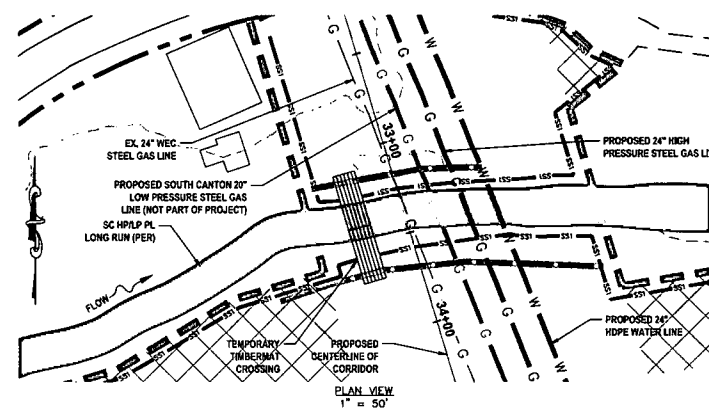 EX. 24" WEC
STEEL GAS LINE
PROPOSED SOUTH CANTON 20"
LOW PRESSURE STEEL GAS
LINE (NOT PART OF PROJECT)
SC HP/LP PL
LONG RUN (PER)
FLOW
33+00
PROPOSED 24" HIGH
PRESSURE STEEL GAS LI
TEMPORARY
TIMBERMAT
CROSSING
PROPOSED
CENTERLINE OF
CORRIDOR
34+00
PROPOSED 24"
HDPE WATER LINE
PLAN VIEW
1" = 50'